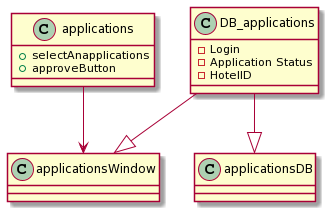 C applications
selectAnapplications
approveButton
C DB_applications
Login
Application Status
HotelID
C applicationsWindow
C applicationsDB